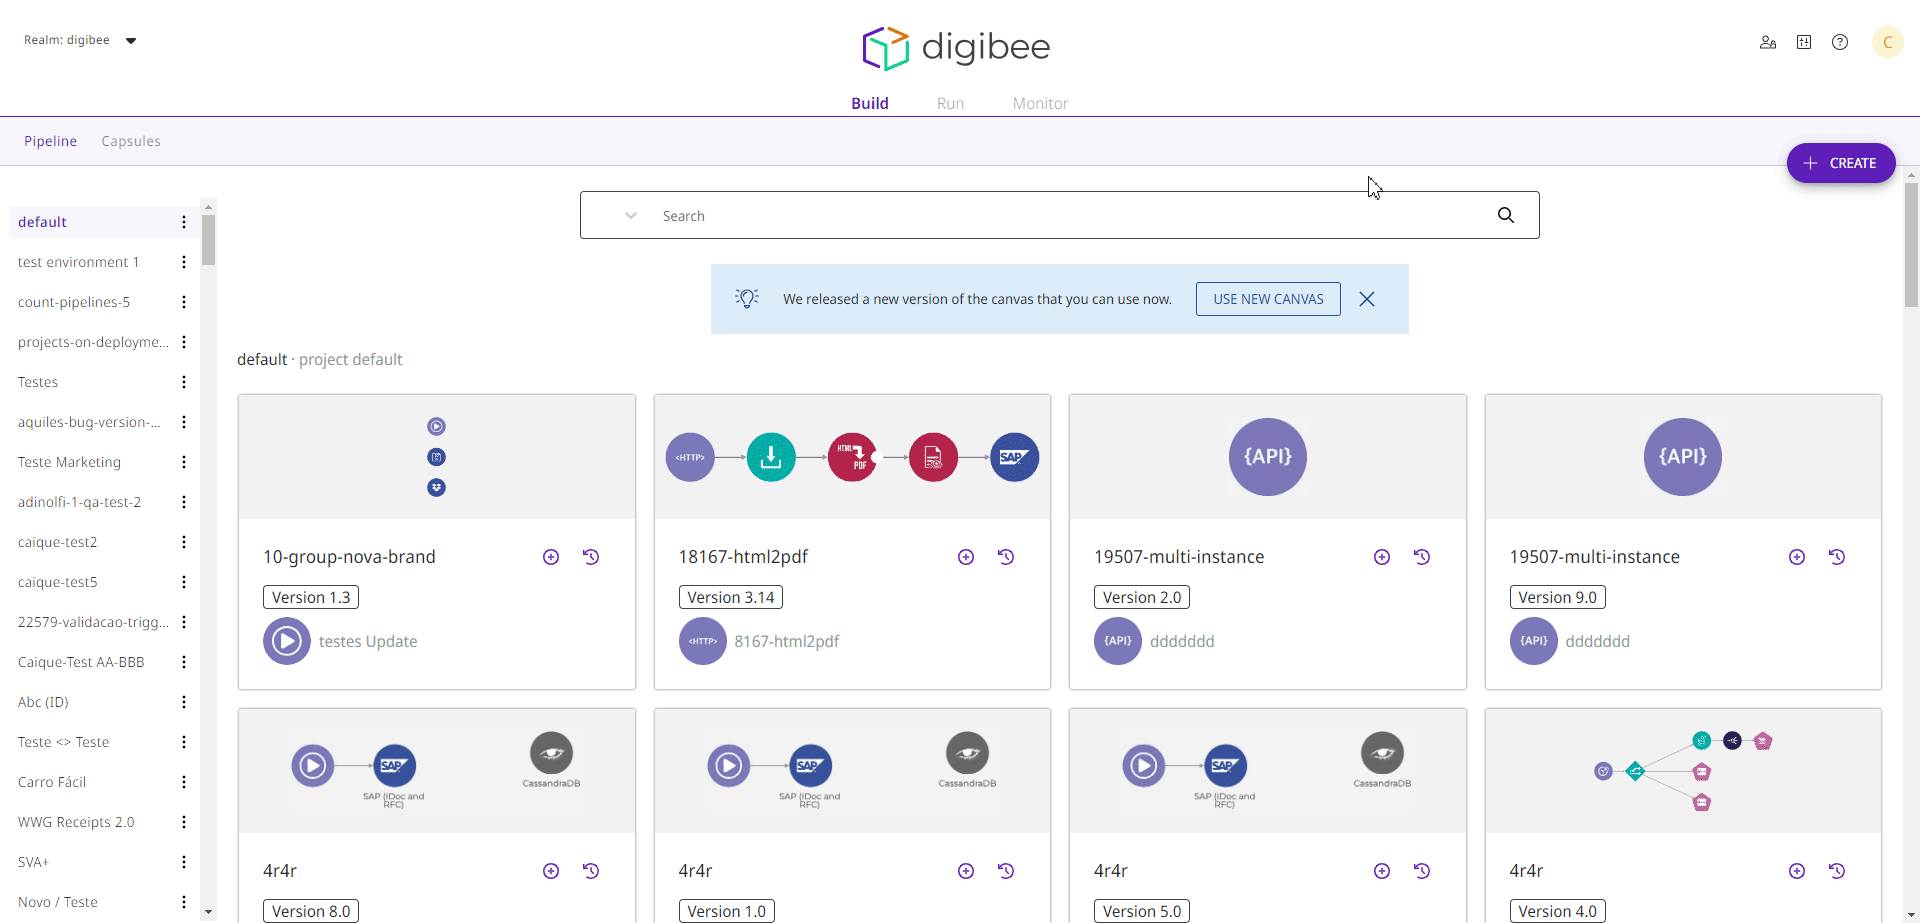 Realm: digibee
digibee
C
Build
Run
Monitor
Pipeline
Capsules
CREATE
default
test environment 1
count-pipelines-5
projects-on-deployme...
Testes
aquiles-bug-version-...
Teste Marketing
adinolfi-1-qa-test-2
caique-test2
caique-test5
22579-validacao-trigg...
Caique-Test AA-BBB
Abc (ID)
Teste <> Teste
Carro Fácil
WWG Receipts 2.0
SVA+
Novo / Teste
Search
We released a new version of the canvas that you can use now.
USE NEW CANVAS
default · project default
<HTTP>
HTML
PDF
SAP
{API}
{API}
10-group-nova-brand
Version 1.3
testes Update
18167-html2pdf
Version 3.14
<HTTP>
8167-html2pdf
19507-multi-instance
Version 2.0
{API}
ddddddd
19507-multi-instance
Version 9.0
{API}
ddddddd
SAP
SAP (IDoc and
RFC)
CassandraDB
4r4r
Version 8.0
SAP
SAP (IDoc and
RFC)
CassandraDB
4r4r
Version 1.0
SAP
SAP (IDoc and
RFC)
CassandraDB
4r4r
Version 5.0
4r4r
Version 4.0